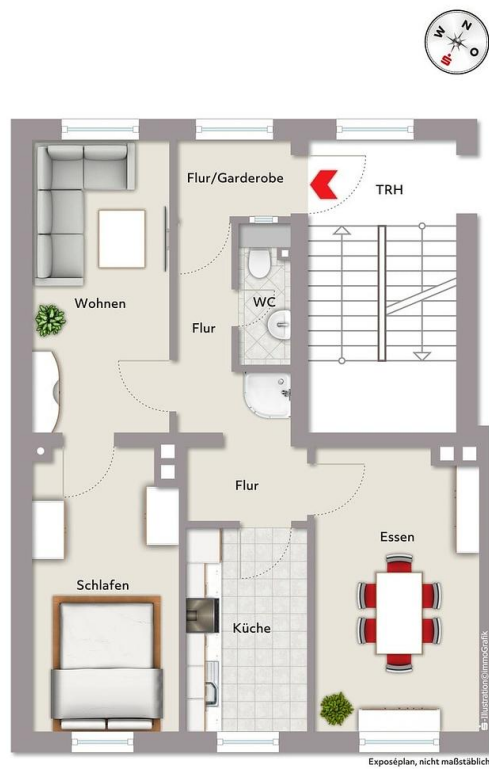 N
W
O
S
Flur/Garderobe
TRH
WC
Wohnen
Flur
Flur
Essen
Schlafen
Küche
S-Illustration©immoGrafik
Exposéplan, nicht maßstäblich